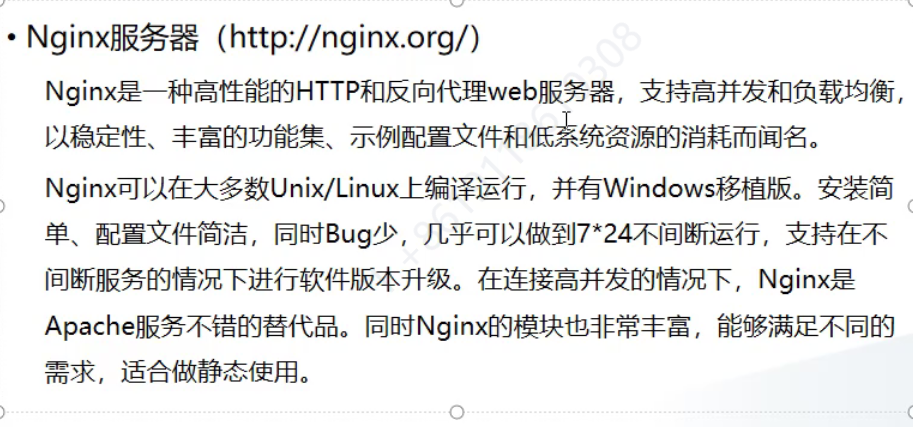 • Nginx服务器（http://nginx.org/）
Nginx是一种高性能的HTTP和反向代理web服务器，支持高并发和负载均衡，
以稳定性、丰富的功能集、示例配置文件和低系统资源的消耗而闻名。
Nginx可以在大多数Unix/Linux上编译运行，并有Windows移植版。安装简
单、配置文件简洁，同时Bug少，几乎可以做到7*24不间断运行，支持在不
间断服务的情况下进行软件版本升级。在连接高并发的情况下，Nginx是
Apache服务不错的替代品。同时Nginx的模块也非常丰富，能够满足不同的
需求，适合做静态使用。